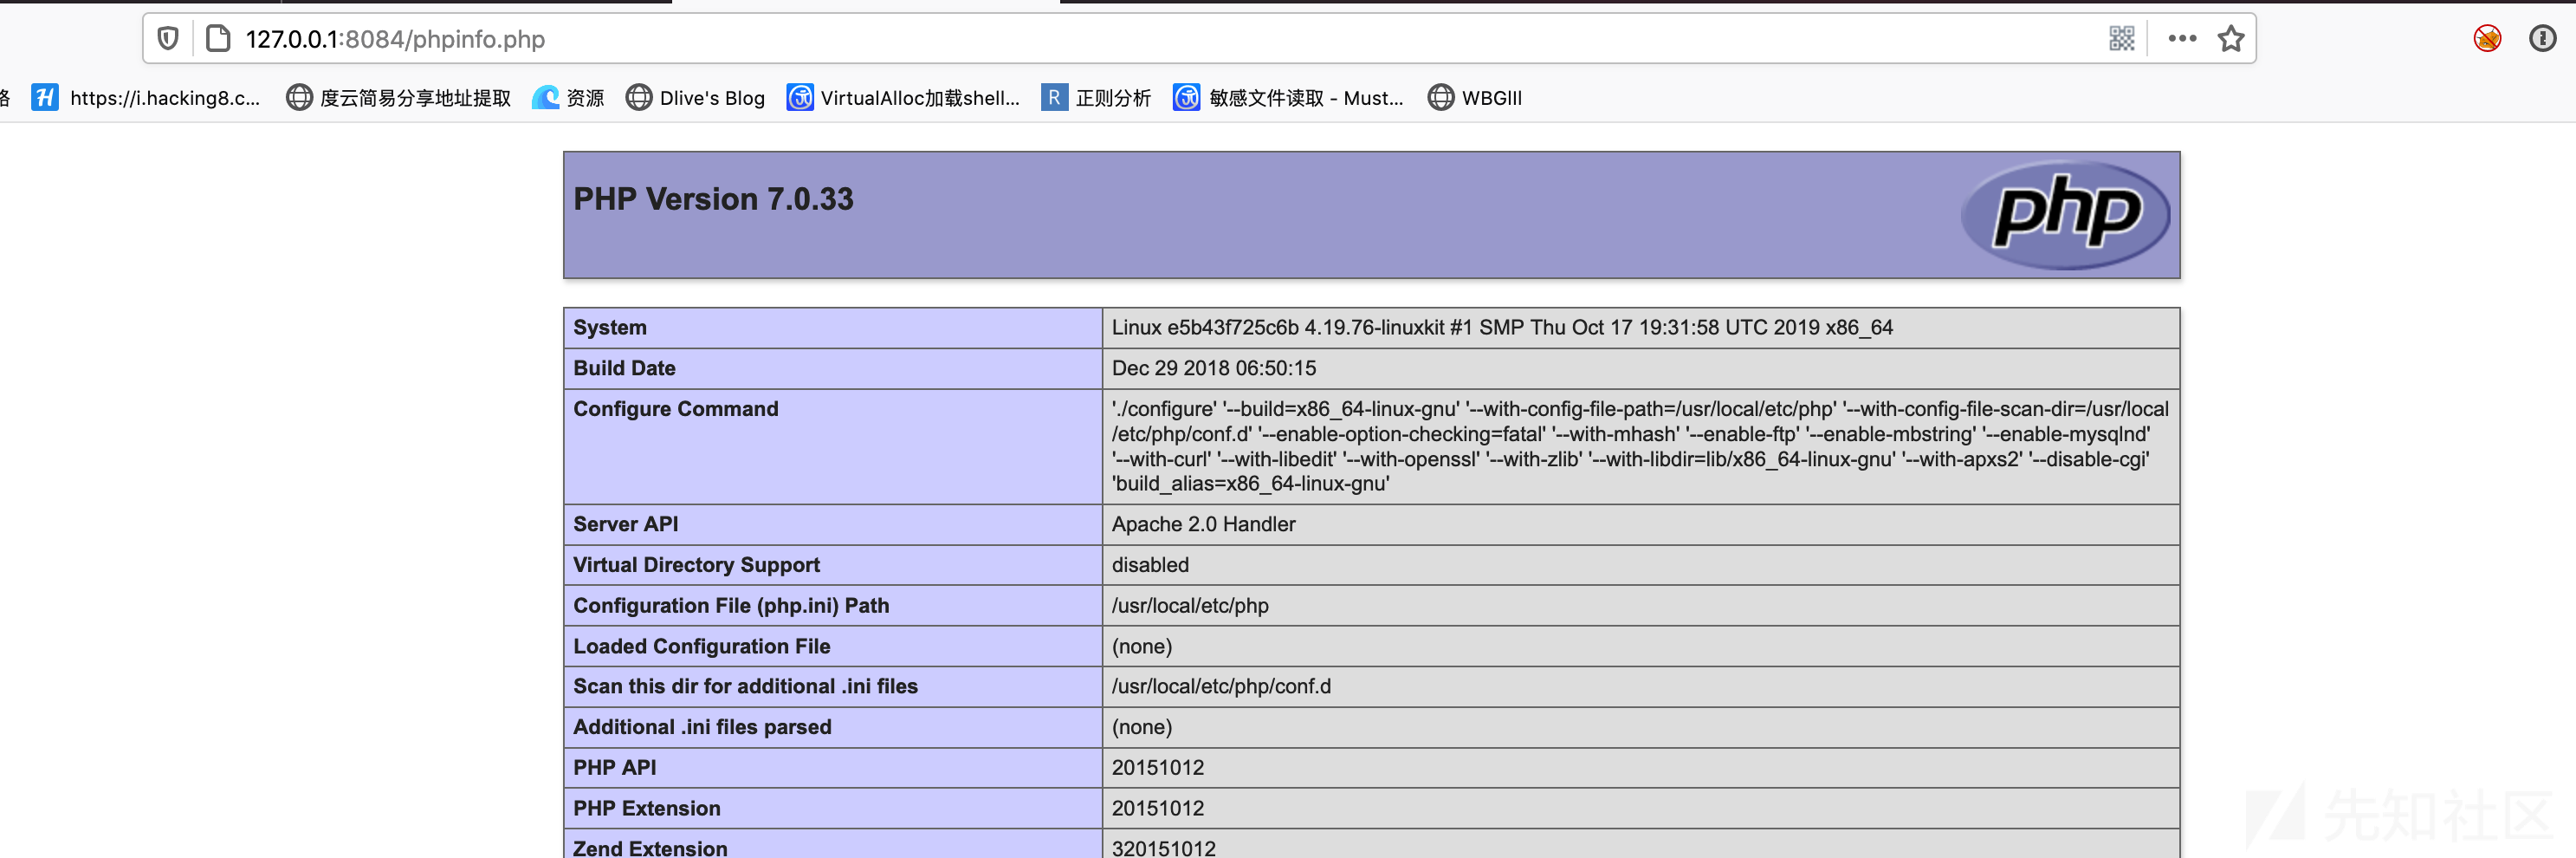 127.0.0.1:8084/phpinfo.php
https://i.hacking8.c... 度云简易分享地址提取 资源 Dlive's Blog VirtualAlloc加载shell... R 正则分析 敏感文件读取 - Must... WBGlII
PHP Version 7.0.33
php
System Linux e5b43f725c6b 4.19.76-linuxkit #1 SMP Thu Oct 17 19:31:58 UTC 2019 x86_64
Build Date Dec 29 2018 06:50:15
Configure Command './configure' '--build=x86_64-linux-gnu' '--with-config-file-path=/usr/local/etc/php' '--with-config-file-scan-dir=/usr/local
/etc/php/conf.d' '--enable-option-checking=fatal' '--with-mhash' '--enable-ftp' '--enable-mbstring' '--enable-mysqlnd'
'--with-curl' '--with-libedit' '--with-openssl' '--with-zlib' '--with-libdir=lib/x86_64-linux-gnu' '--with-apxs2' '--disable-cgi'
'build_alias=x86_64-linux-gnu'
Server API Apache 2.0 Handler
Virtual Directory Support disabled
Configuration File (php.ini) Path /usr/local/etc/php
Loaded Configuration File (none)
Scan this dir for additional .ini files /usr/local/etc/php/conf.d
Additional .ini files parsed (none)
PHP API 20151012
PHP Extension 20151012
Zend Extension 320151012
先知社区